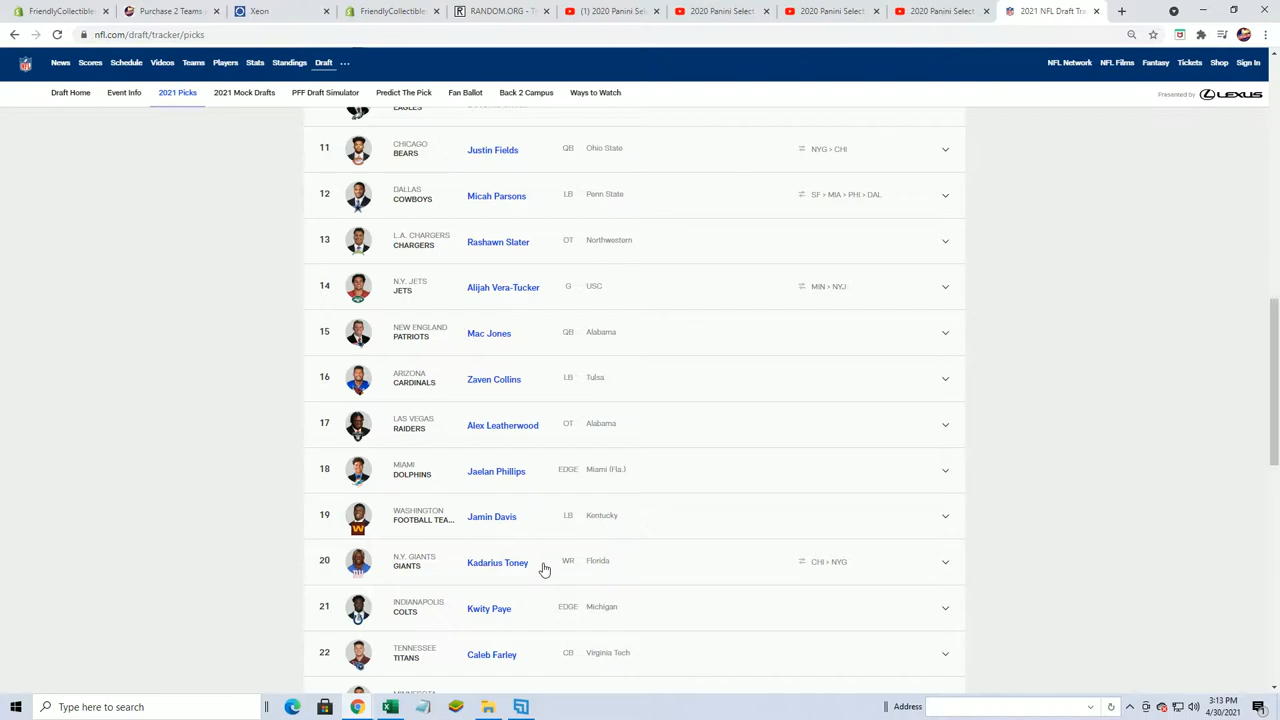 FriendlyCollectibles
RANDOM.ORG - T
(1) 2020 Panini Select
2020 Panini Select
2020 Panini Select
2021 NFL Draft Tra
nfl.com/draft/tracker/picks
News Scores Schedule Videos Teams Players Stats Standings Draft ••• NFL Network NFL Films Fantasy Tickets Shop Sign In
Draft Home Event Info 2021 Picks 2021 Mock Drafts PFF Draft Simulator Predict The Pick Fan Ballot Back 2 Campus Ways to Watch Presented by LEXUS
EAGLES
11 CHICAGO BEARS Justin Fields QB Ohio State NYG > CHI
12 DALLAS COWBOYS Micah Parsons LB Penn State SF > MIA > PHI > DAL
13 L.A. CHARGERS CHARGERS Rashawn Slater OT Northwestern
14 N.Y. JETS JETS Alijah Vera-Tucker G USC MIN > NYJ
15 NEW ENGLAND PATRIOTS Mac Jones QB Alabama
16 ARIZONA CARDINALS Zaven Collins LB Tulsa
17 LAS VEGAS RAIDERS Alex Leatherwood OT Alabama
18 MIAMI DOLPHINS Jaelan Phillips EDGE Miami (Fla.)
19 WASHINGTON FOOTBALL TEA... Jamin Davis LB Kentucky
20 N.Y. GIANTS GIANTS Kadarius Toney WR Florida CHI > NYG
21 INDIANAPOLIS COLTS Kwity Paye EDGE Michigan
22 TENNESSEE TITANS Caleb Farley CB Virginia Tech
Type here to search
Address
3:13 PM
4/30/2021